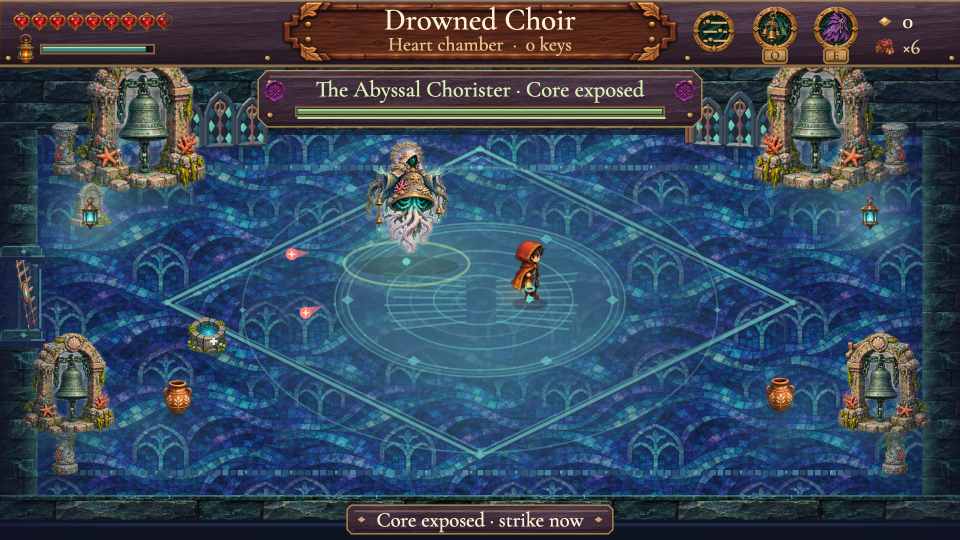 Drowned Choir
Heart chamber · 0 keys
Q
E
0
×6
The Abyssal Chorister · Core exposed
Core exposed · strike now